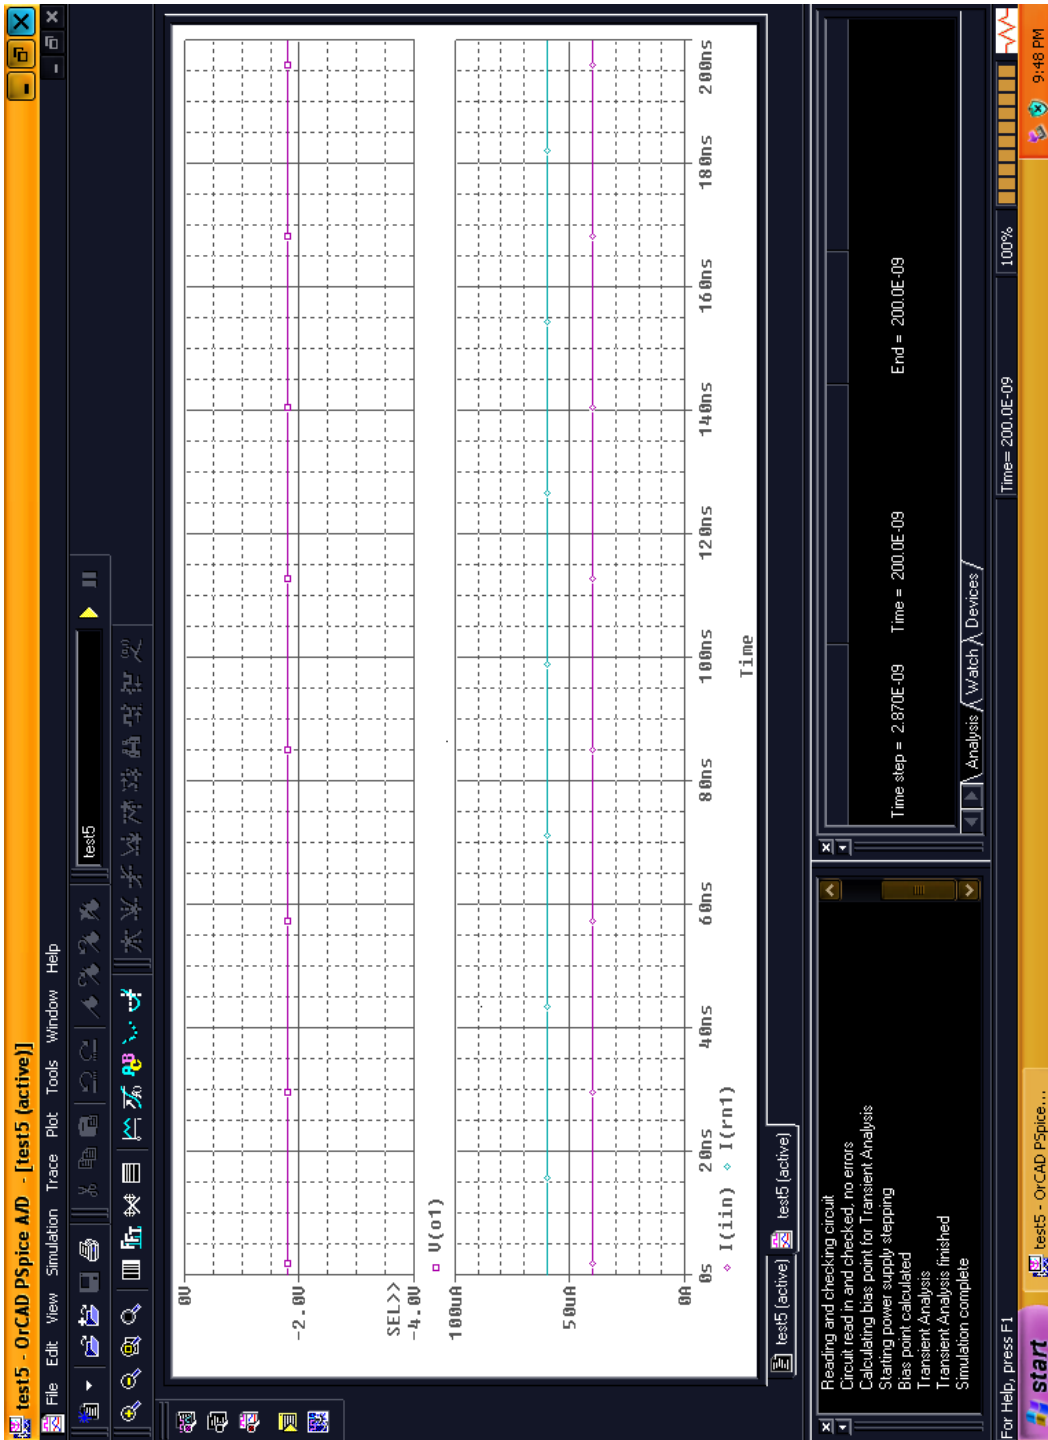 test5 - OrCAD PSpice A/D - [test5 (active)]
File Edit View Simulation Trace Plot Tools Window Help
test5
0V
-2.0V
SEL>>
-4.0V
V(o1)
100uA
50uA
0A
0s 20ns 40ns 60ns 80ns 100ns 120ns 140ns 160ns 180ns 200ns
I(iin) I(rn1)
Time
test5 (active) test5 (active)
Reading and checking circuit
Circuit read in and checked, no errors
Calculating bias point for Transient Analysis
Starting power supply stepping
Bias point calculated
Transient Analysis
Transient Analysis finished
Simulation complete
Time step = 2.870E-09 Time = 200.0E-09 End = 200.0E-09
Analysis Watch Devices
For Help, press F1 Time= 200.0E-09 100%
start test5 - OrCAD PSpice... 9:48 PM